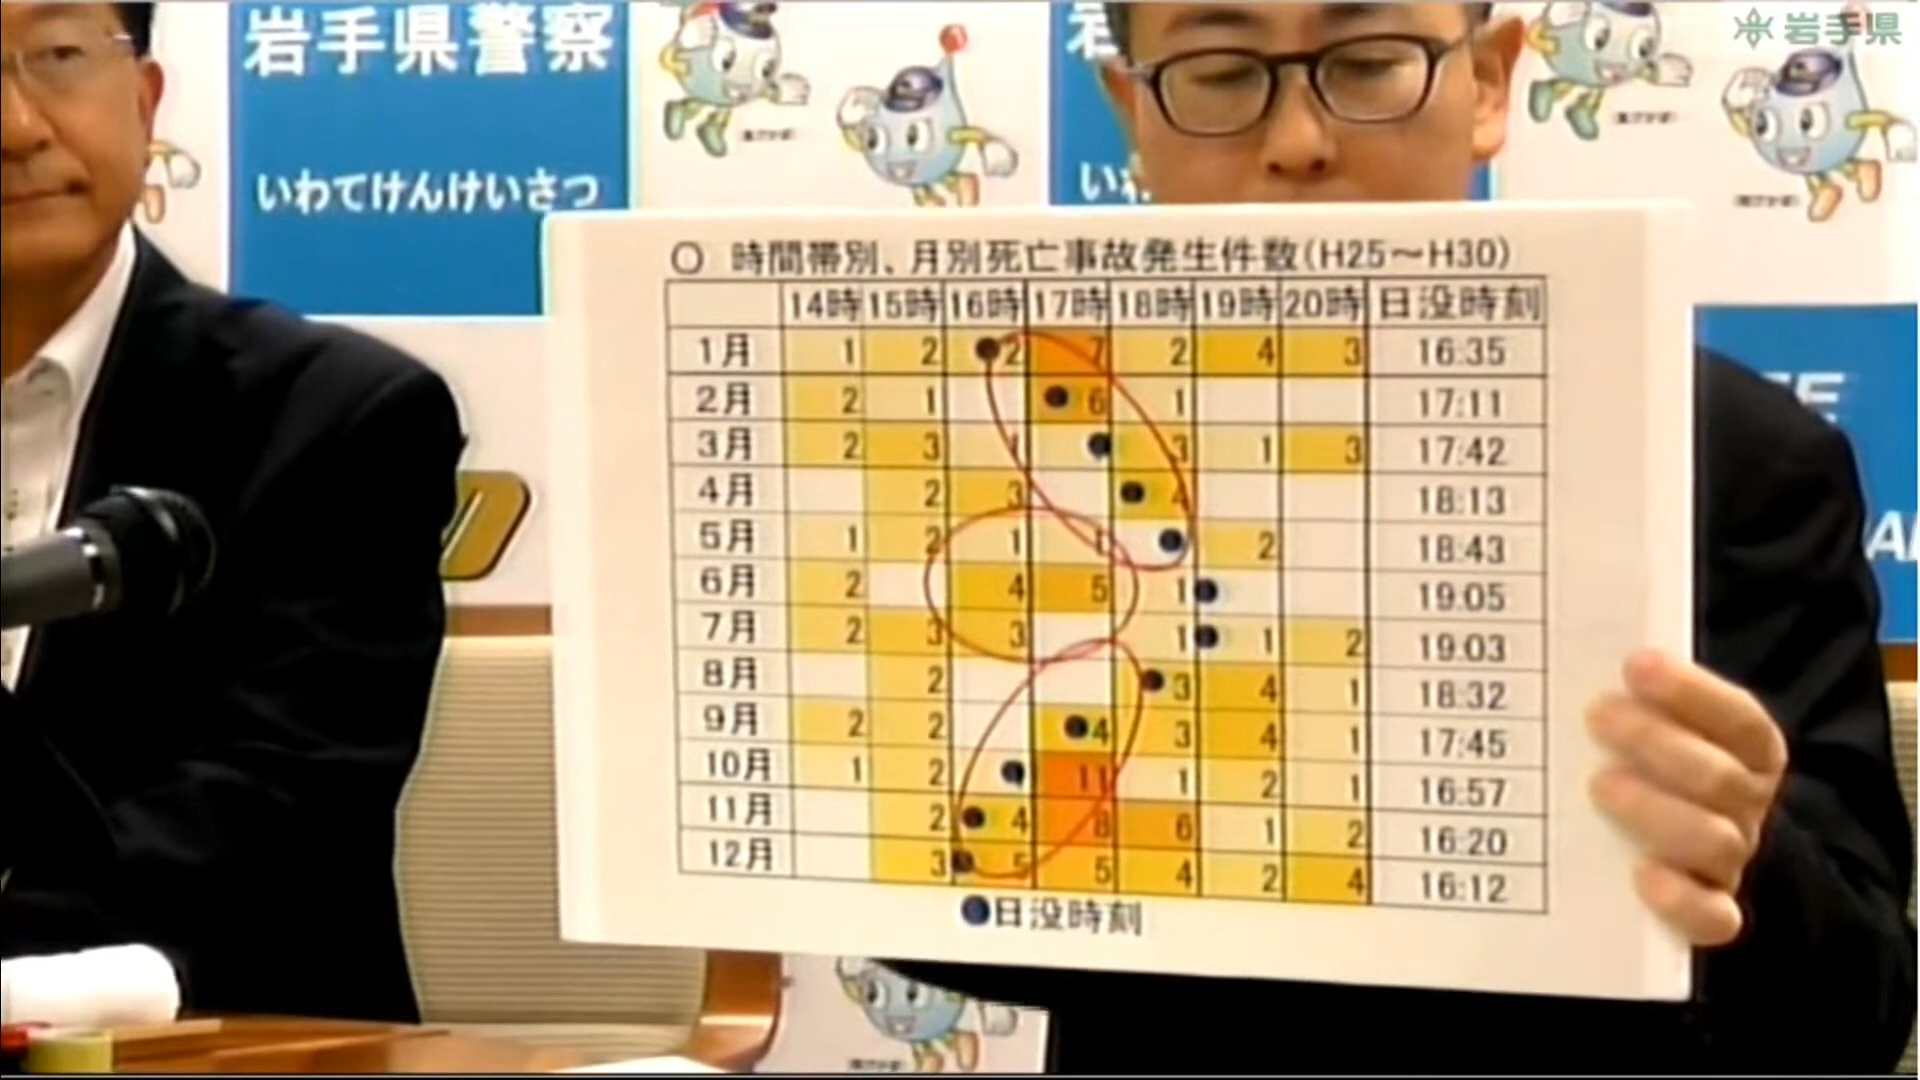 岩手県警察
いわてけんけいさつ
岩手県
〇 時間帯別、月別死亡事故発生件数(H25～H30)
14時 15時 16時 17時 18時 19時 20時 日没時刻
1月 1 2 2 7 2 4 3 16:35
2月 2 1 6 1 17:11
3月 2 3 1 3 1 3 17:42
4月 2 3 4 18:13
5月 1 2 1 1 2 18:43
6月 2 4 5 1 19:05
7月 2 3 3 1 1 2 19:03
8月 2 3 4 1 18:32
9月 2 2 4 3 4 1 17:45
10月 1 2 11 1 2 1 16:57
11月 2 4 8 6 1 2 16:20
12月 3 5 5 4 2 4 16:12
●日没時刻